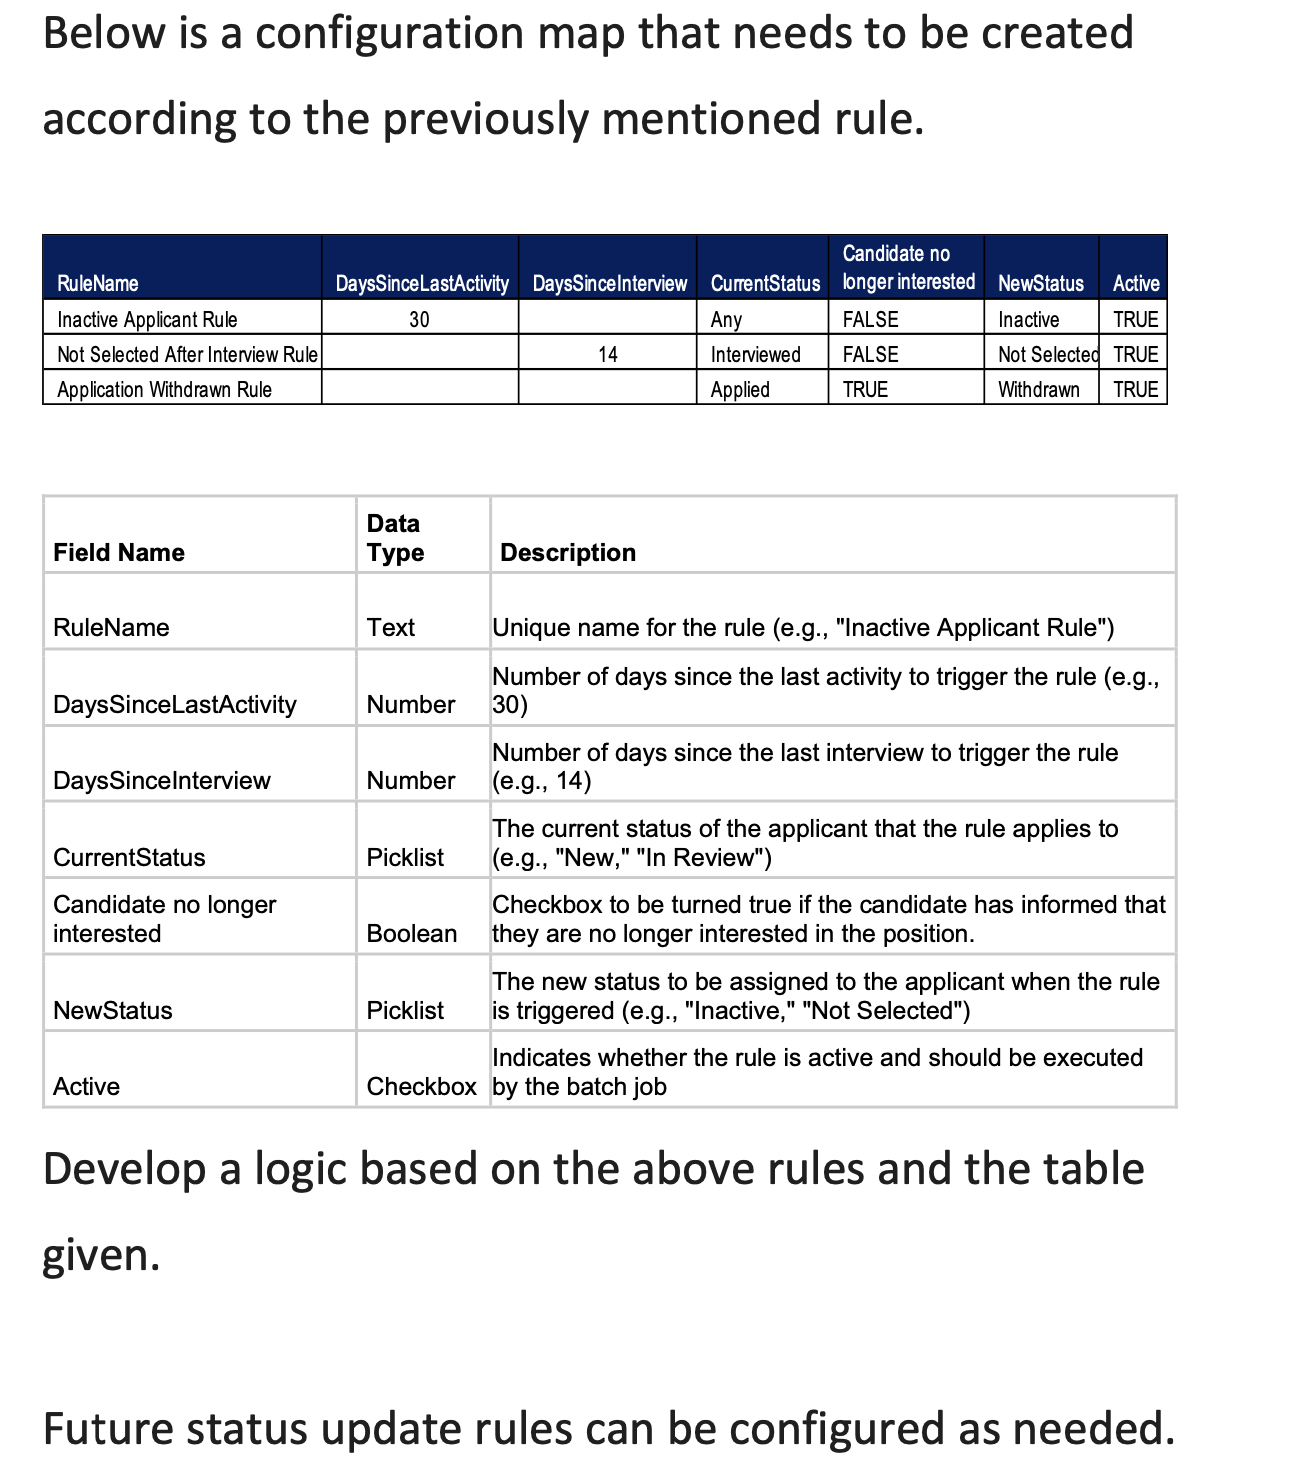 Below is a configuration map that needs to be created
according to the previously mentioned rule.
RuleName DaysSinceLastActivity DaysSinceInterview CurrentStatus Candidate no longer interested NewStatus Active
Inactive Applicant Rule 30 Any FALSE Inactive TRUE
Not Selected After Interview Rule 14 Interviewed FALSE Not Selected TRUE
Application Withdrawn Rule Applied TRUE Withdrawn TRUE
Field Name Data Type Description
RuleName Text Unique name for the rule (e.g., "Inactive Applicant Rule")
DaysSinceLastActivity Number Number of days since the last activity to trigger the rule (e.g.,
30)
DaysSinceInterview Number Number of days since the last interview to trigger the rule
(e.g., 14)
CurrentStatus Picklist The current status of the applicant that the rule applies to
(e.g., "New," "In Review")
Candidate no longer
interested Boolean Checkbox to be turned true if the candidate has informed that
they are no longer interested in the position.
NewStatus Picklist The new status to be assigned to the applicant when the rule
is triggered (e.g., "Inactive," "Not Selected")
Active Checkbox Indicates whether the rule is active and should be executed
by the batch job
Develop a logic based on the above rules and the table
given.
Future status update rules can be configured as needed.